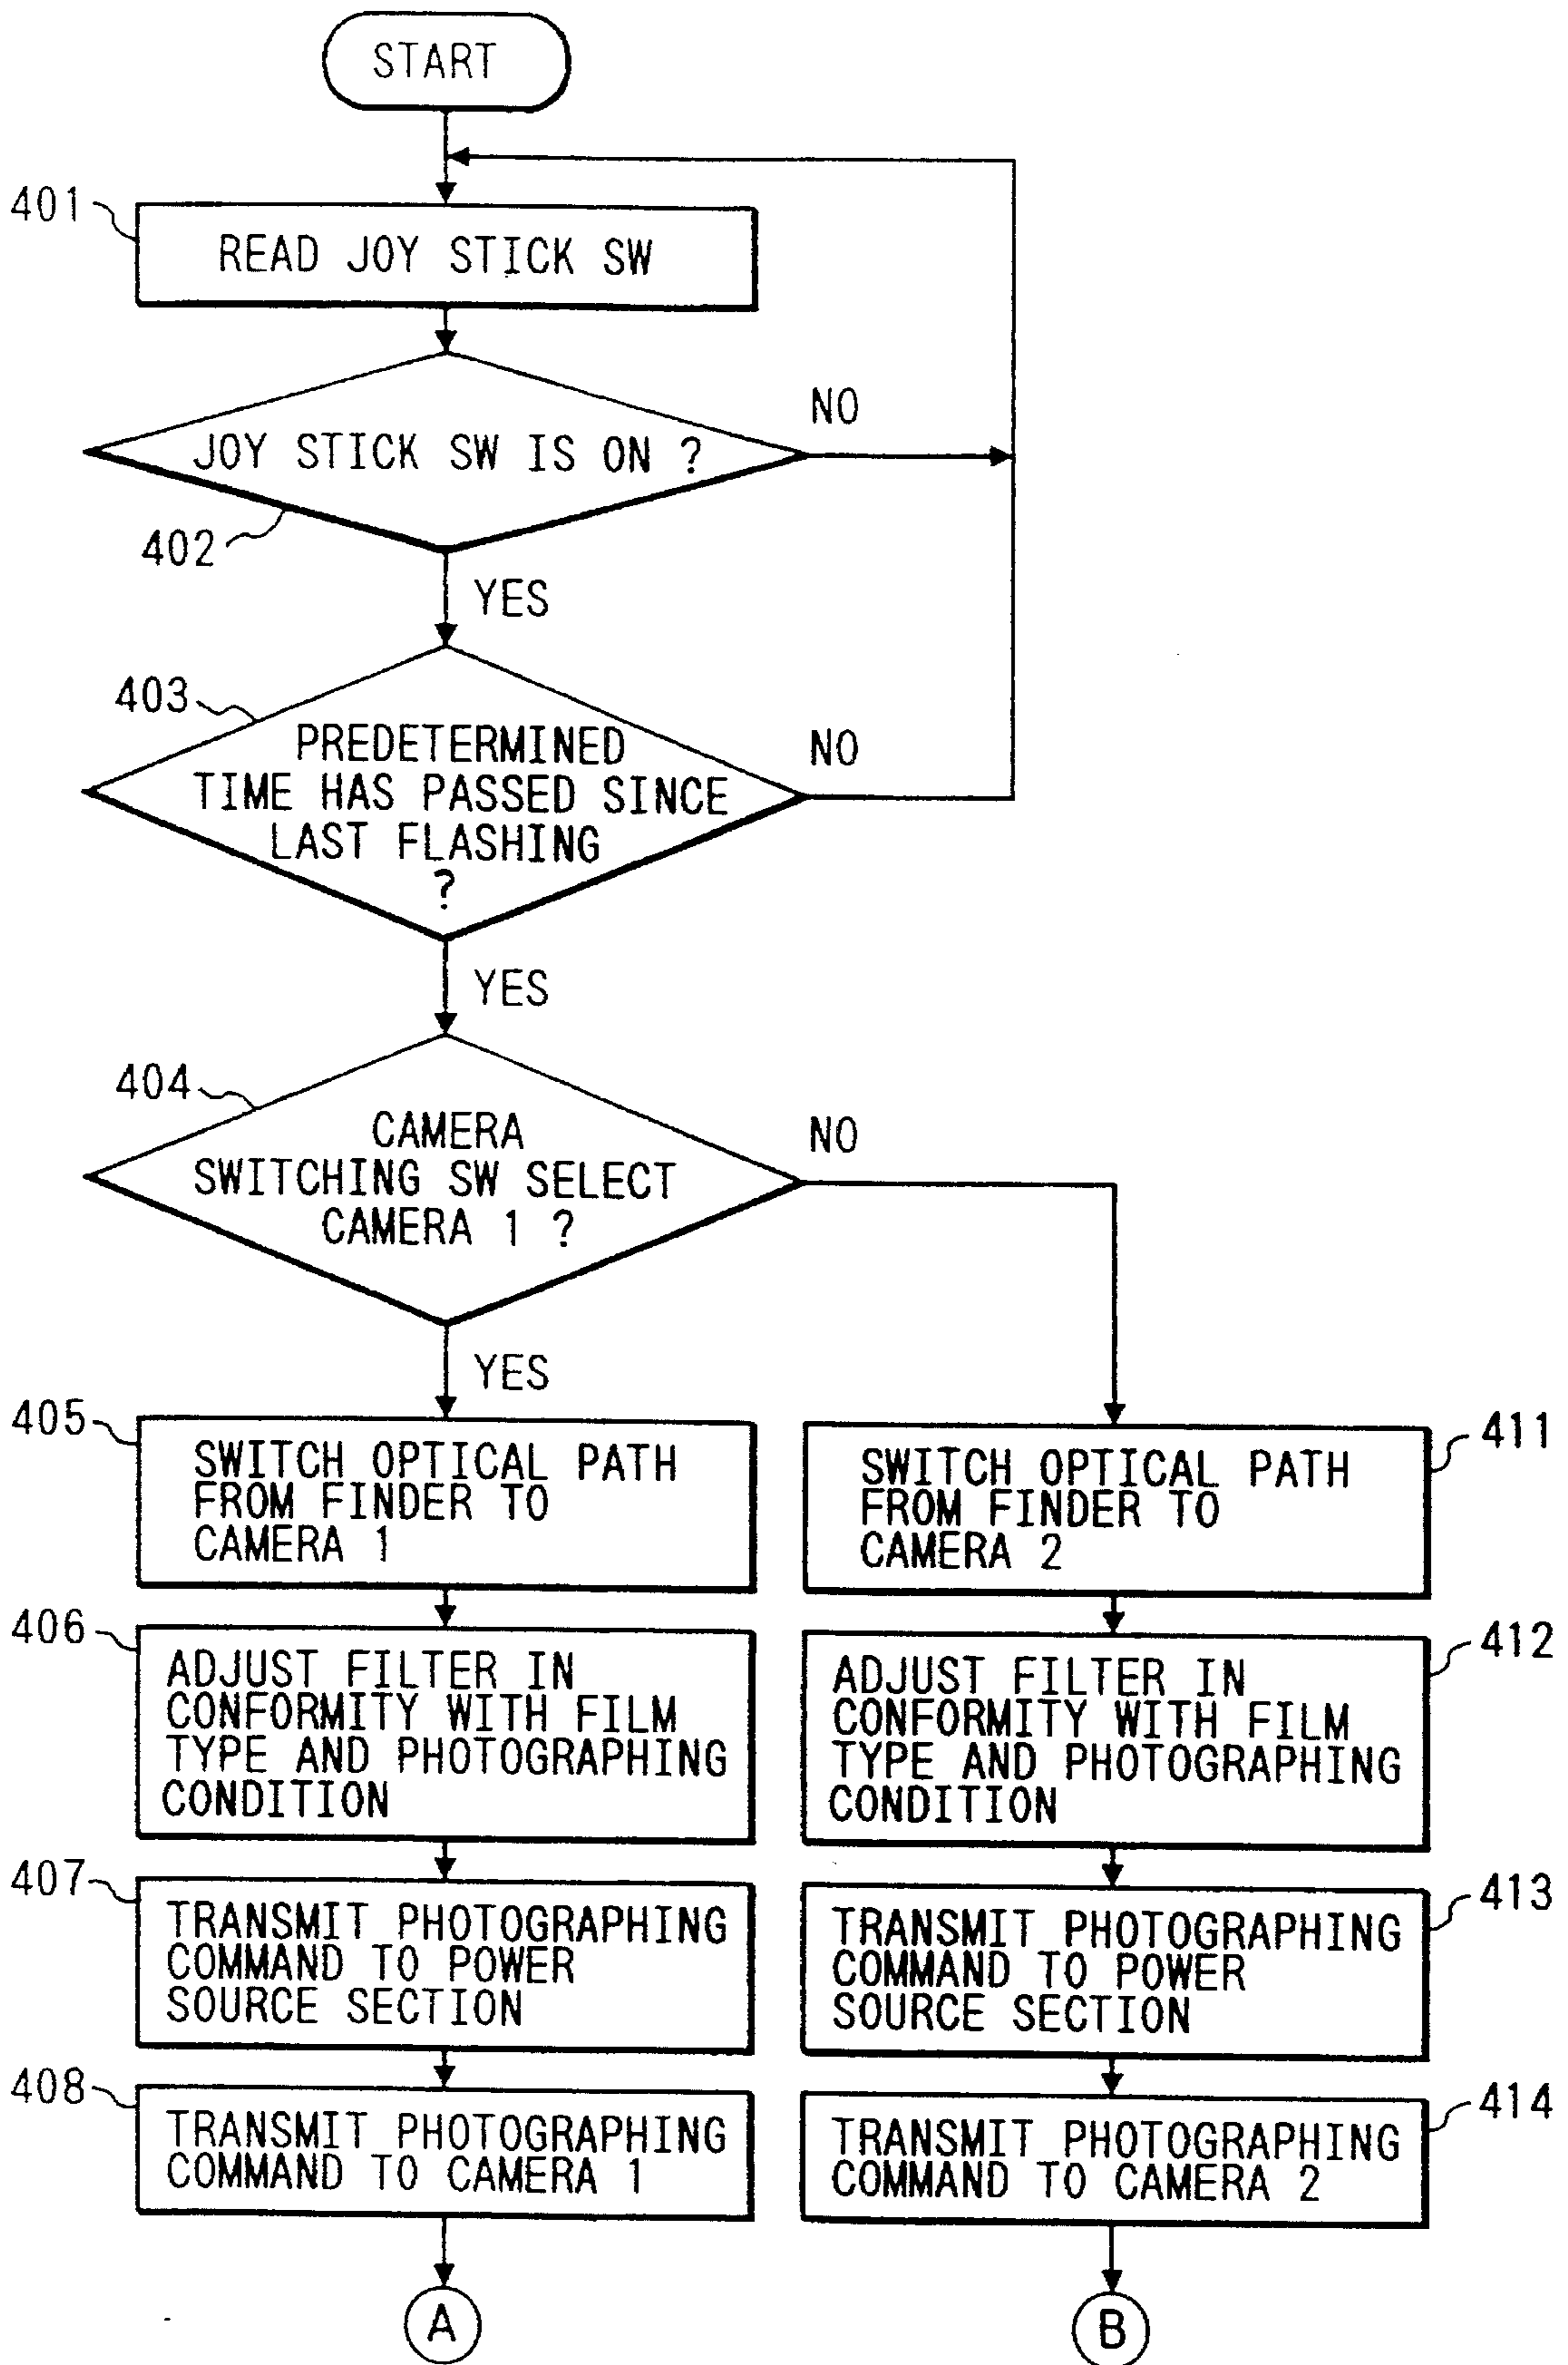 START
401
READ JOY STICK SW
JOY STICK SW IS ON ?
NO
402
YES
403
PREDETERMINED
TIME HAS PASSED SINCE
LAST FLASHING
?
NO
YES
404
CAMERA
SWITCHING SW SELECT
CAMERA 1 ?
NO
YES
405
SWITCH OPTICAL PATH
FROM FINDER TO
CAMERA 1
411
SWITCH OPTICAL PATH
FROM FINDER TO
CAMERA 2
406
ADJUST FILTER IN
CONFORMITY WITH FILM
TYPE AND PHOTOGRAPHING
CONDITION
412
ADJUST FILTER IN
CONFORMITY WITH FILM
TYPE AND PHOTOGRAPHING
CONDITION
407
TRANSMIT PHOTOGRAPHING
COMMAND TO POWER
SOURCE SECTION
413
TRANSMIT PHOTOGRAPHING
COMMAND TO POWER
SOURCE SECTION
408
TRANSMIT PHOTOGRAPHING
COMMAND TO CAMERA 1
414
TRANSMIT PHOTOGRAPHING
COMMAND TO CAMERA 2
A
B